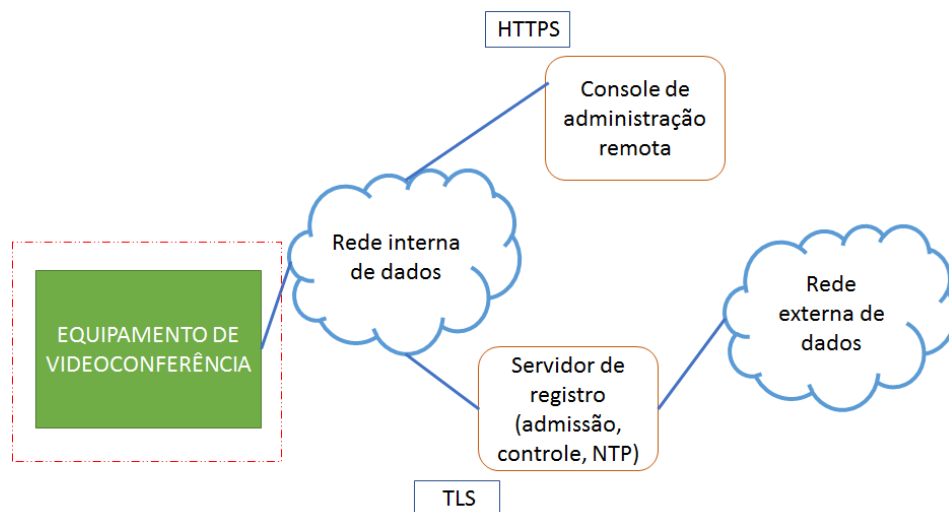 HTTPS
Console de
administração
remota
Rede interna
de dados
Rede
externa de
dados
EQUIPAMENTO DE
VIDEOCONFERÊNCIA
Servidor de
registro
(admissão,
controle, NTP)
TLS